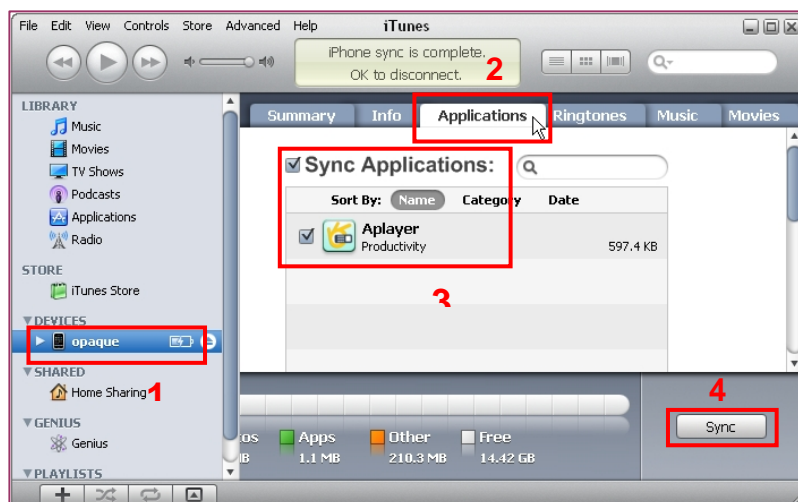 File Edit View Controls Store Advanced Help iTunes
iPhone sync is complete.
OK to disconnect.
2
LIBRARY
Music
Movies
TV Shows
Podcasts
Applications
Radio
STORE
iTunes Store
DEVICES
opaque
SHARED
Home Sharing
1
GENIUS
Genius
PLAYLISTS
Summary Info Applications Ringtones Music Movies
Sync Applications:
Sort By: Name Category Date
Aplayer
Productivity
597.4 KB
3
os Apps Other Free
IB 1.1 MB 210.3 MB 14.42 GB
4
Sync